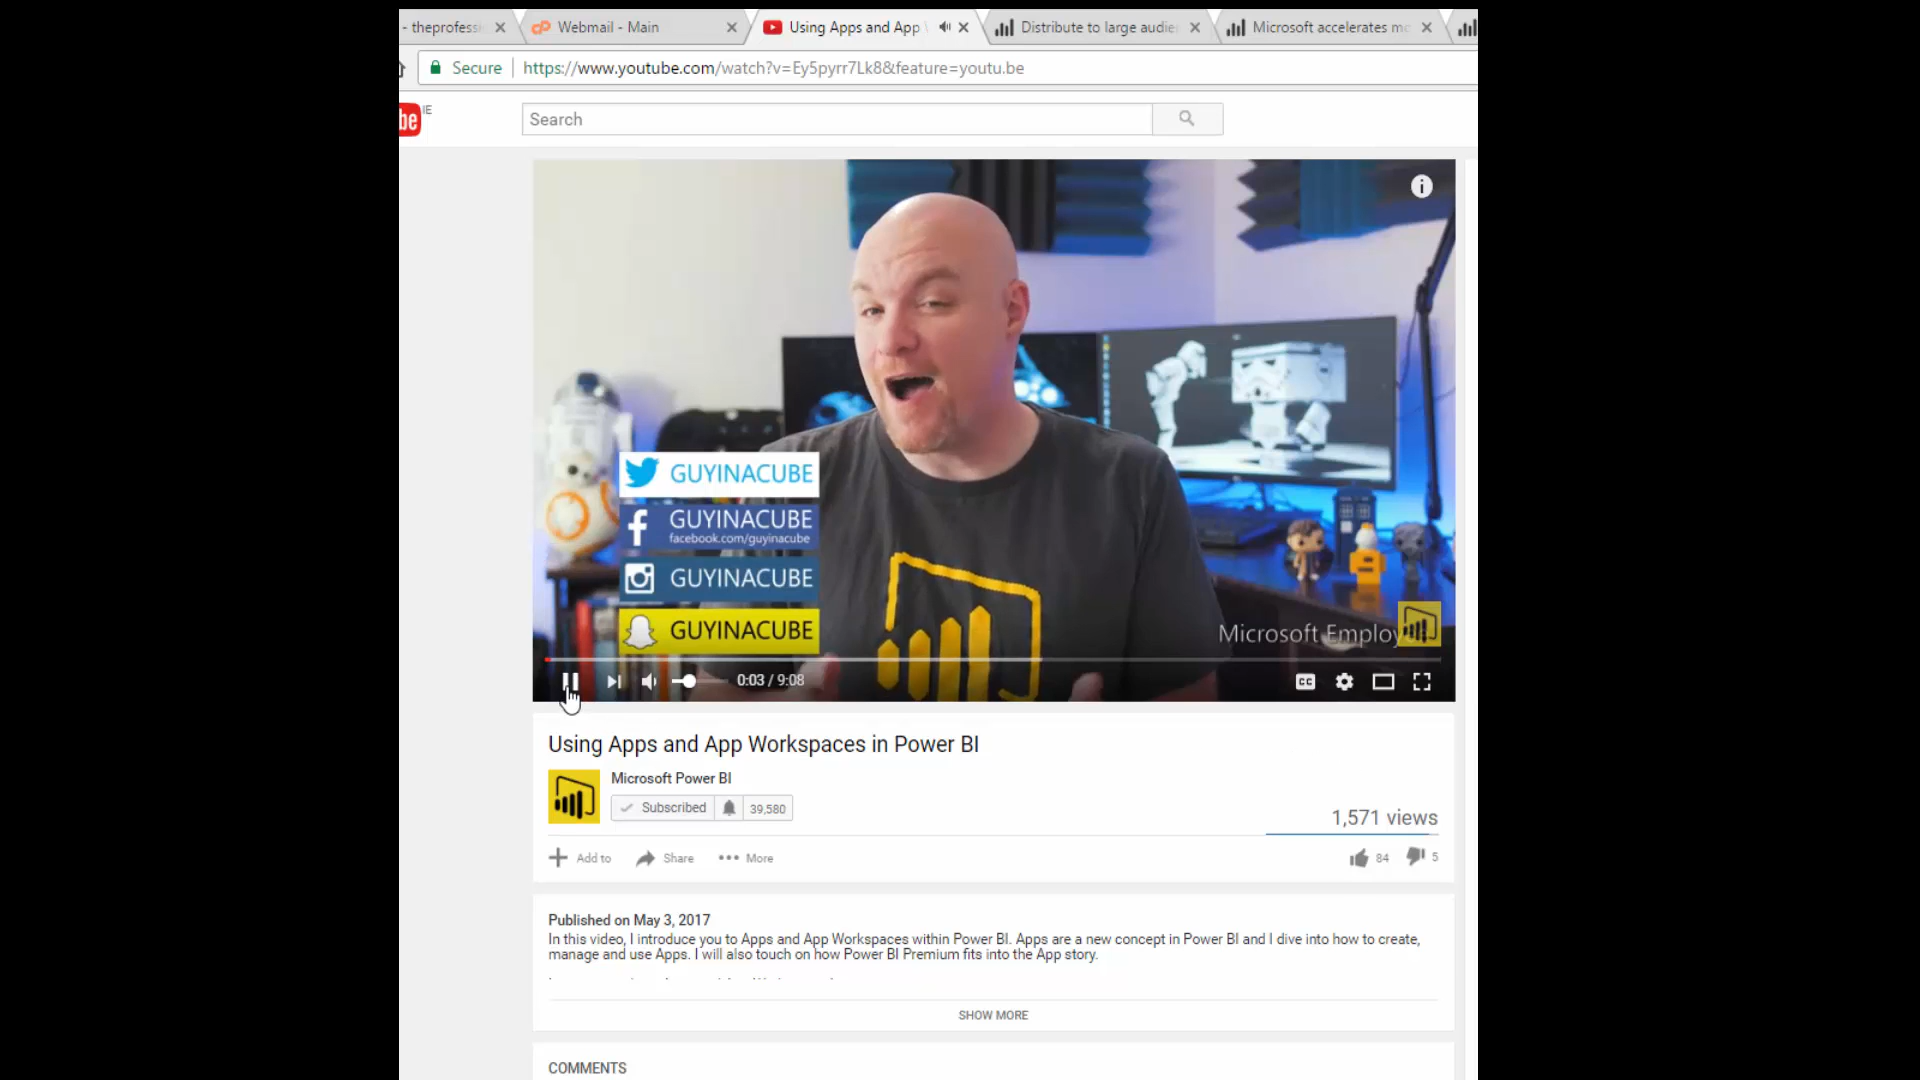 - theprofess
Webmail - Main
Using Apps and App
Distribute to large audie
Microsoft accelerates mo
Secure
https://www.youtube.com/watch?v=Ey5pyrr7Lk8&feature=youtu.be
be
IE
Search
GUYINACUBE
GUYINACUBE
facebook.com/guyinacube
GUYINACUBE
GUYINACUBE
Microsoft Employ
0:03 / 9:08
CC
Using Apps and App Workspaces in Power BI
Microsoft Power BI
Subscribed
39,580
1,571 views
Add to
Share
More
84
5
Published on May 3, 2017
In this video, I introduce you to Apps and App Workspaces within Power BI. Apps are a new concept in Power BI and I dive into how to create,
manage and use Apps. I will also touch on how Power BI Premium fits into the App story.
SHOW MORE
COMMENTS